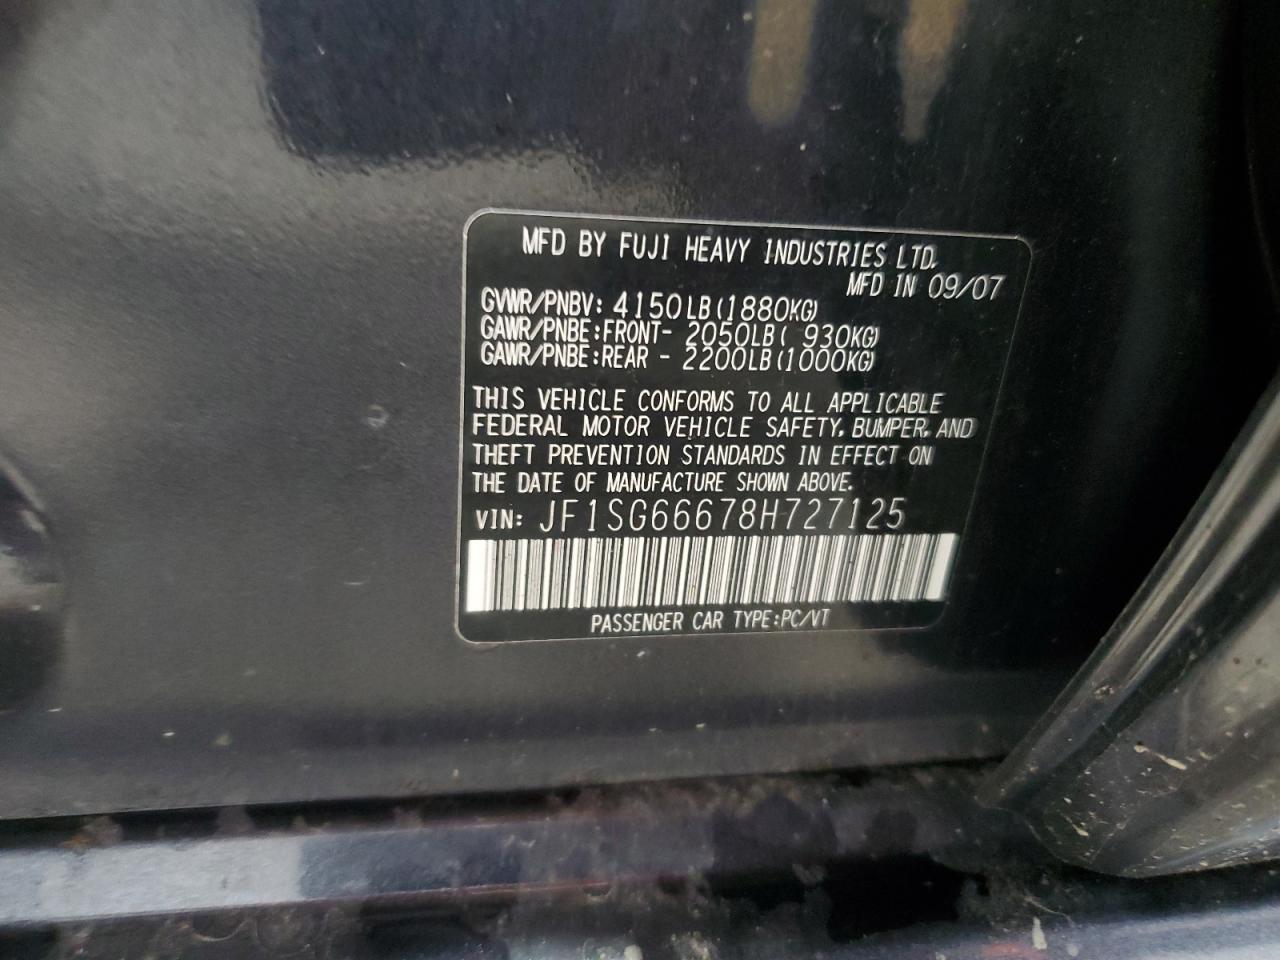 MFD BY FUJI HEAVY INDUSTRIES LTD.
MFD IN 09/07
GVWR/PNBV: 4150LB(1880KG)
GAWR/PNBE:FRONT- 2050LB( 930KG)
GAWR/PNBE:REAR - 2200LB(1000KG)
THIS VEHICLE CONFORMS TO ALL APPLICABLE
FEDERAL MOTOR VEHICLE SAFETY, BUMPER, AND
THEFT PREVENTION STANDARDS IN EFFECT ON
THE DATE OF MANUFACTURE SHOWN ABOVE.
VIN: JF1SG66678H727125
PASSENGER CAR TYPE:PC/VT